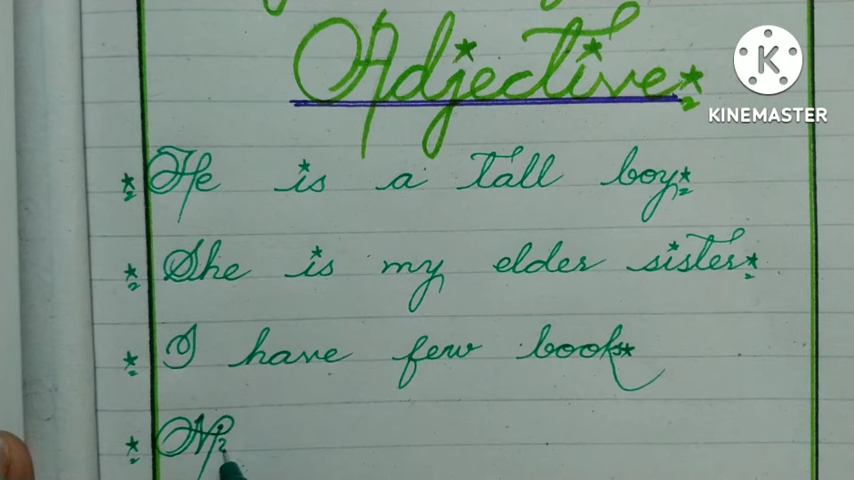 Adjective
KINEMASTER
He is a tall boy
She is my elder sister
I have few book